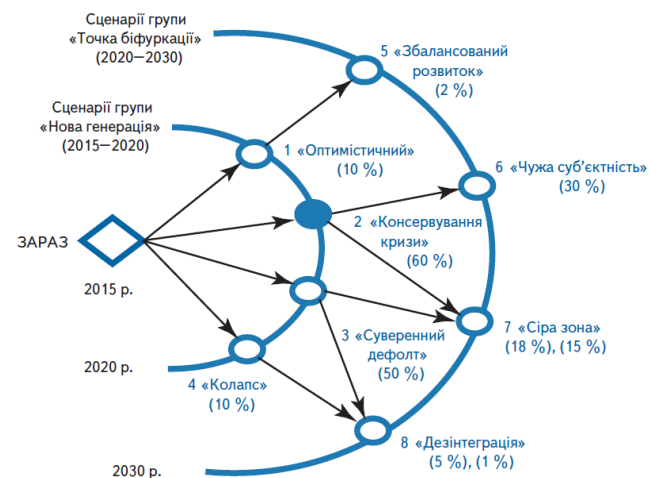 Сценарії групи
«Точка біфуркації»
(2020—2030)
5 «Збалансований
розвиток»
(2 %)
Сценарії групи
«Нова генерація»
(2015—2020)
1 «Оптимістичний»
(10 %)
6 «Чужа суб’єктність»
(30 %)
2 «Консервування
кризи»
(60 %)
ЗАРАЗ
2015 р.
7 «Сіра зона»
(18 %), (15 %)
3 «Суверенний
дефолт»
(50 %)
2020 р.
4 «Колапс»
(10 %)
8 «Дезінтеграція»
(5 %), (1 %)
2030 р.